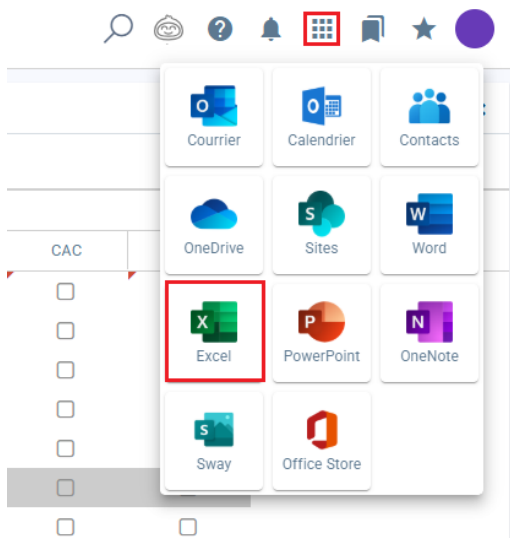 Courrier
Calendrier
Contacts
OneDrive
Sites
Word
CAC
Excel
PowerPoint
OneNote
Sway
Office Store